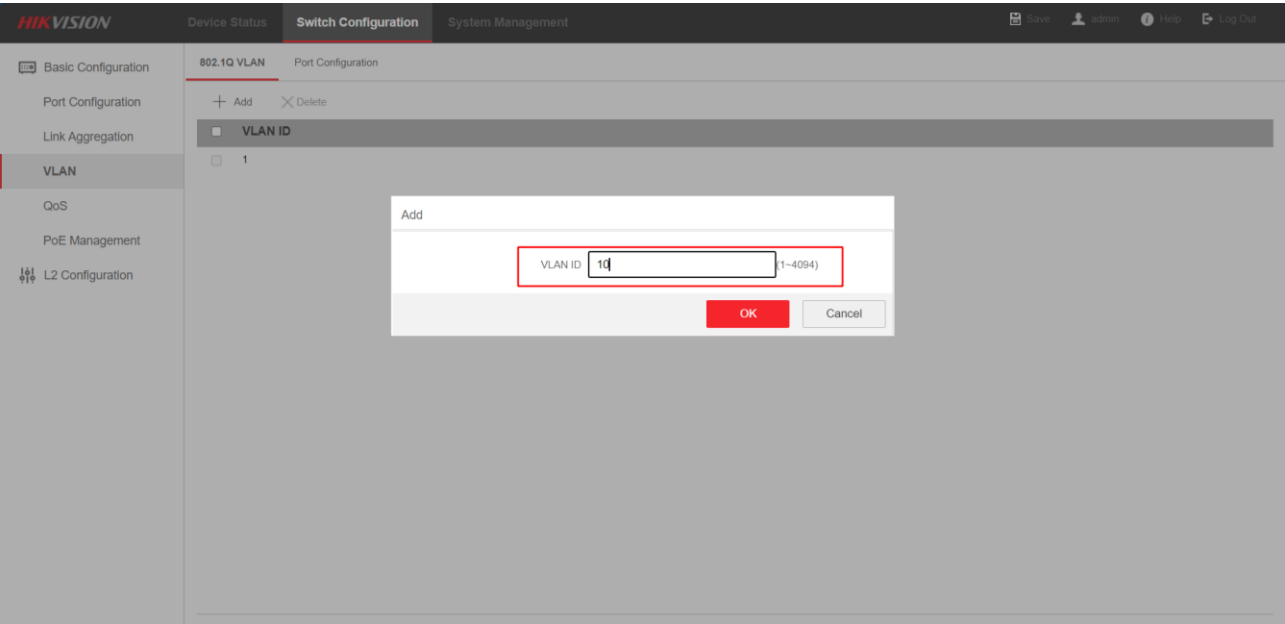 HIKVISION Device Status Switch Configuration System Management Save admin Help Log Out
Basic Configuration
Port Configuration
Link Aggregation
VLAN
QoS
PoE Management
L2 Configuration
802.1Q VLAN Port Configuration
Add Delete
VLAN ID
1
Add
VLAN ID 10 (1~4094)
OK Cancel